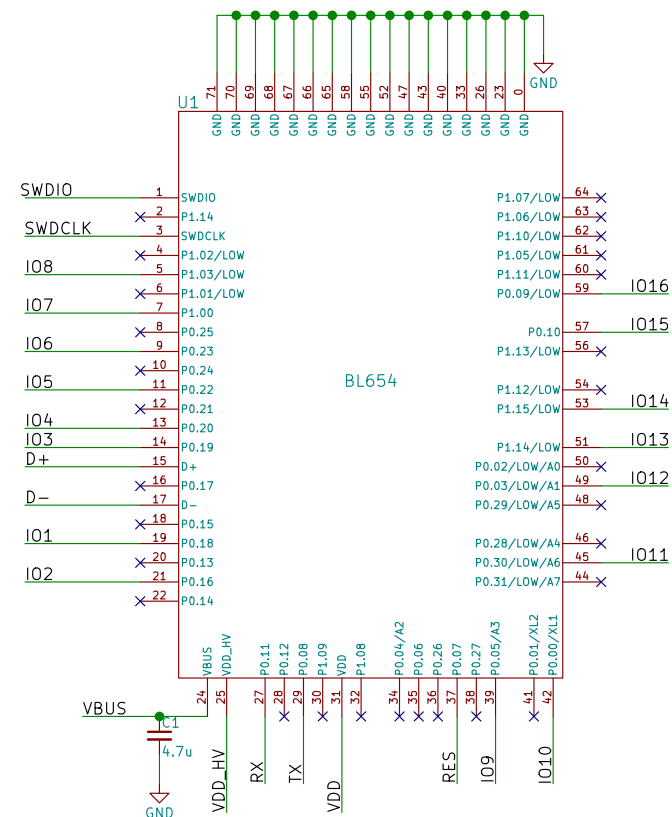 GND
71 70 69 68 67 66 65 58 55 52 47 43 40 33 26 23 0
U1
GND GND GND GND GND GND GND GND GND GND GND GND GND GND GND GND GND
SWDIO 1 SWDIO
2 P1.14
SWDCLK 3 SWDCLK
4 P1.02/LOW
IO8 5 P1.03/LOW
6 P1.01/LOW
IO7 7 P1.00
8 P0.25
IO6 9 P0.23
10 P0.24
IO5 11 P0.22
12 P0.21
IO4 13 P0.20
IO3 14 P0.19
D+ 15 D+
16 P0.17
D- 17 D-
18 P0.15
IO1 19 P0.18
20 P0.13
IO2 21 P0.16
22 P0.14
BL654
P1.07/LOW 64
P1.06/LOW 63
P1.10/LOW 62
P1.05/LOW 61
P1.11/LOW 60
P0.09/LOW 59 IO16
P0.10 57 IO15
P1.13/LOW 56
P1.12/LOW 54
P1.15/LOW 53 IO14
P1.14/LOW 51 IO13
P0.02/LOW/A0 50
P0.03/LOW/A1 49 IO12
P0.29/LOW/A5 48
P0.28/LOW/A4 46
P0.30/LOW/A6 45 IO11
P0.31/LOW/A7 44
VBUS VDD_HV P0.11 P0.12 P0.08 P1.09 VDD P1.08 P0.04/A2 P0.06 P0.26 P0.07 P0.27 P0.05/A3 P0.01/XL2 P0.00/XL1
24 25 27 28 29 30 31 32 34 35 36 37 38 39 41 42
VBUS
C1
4.7u
GND
VDD_HV RX TX VDD RES IO9 IO10